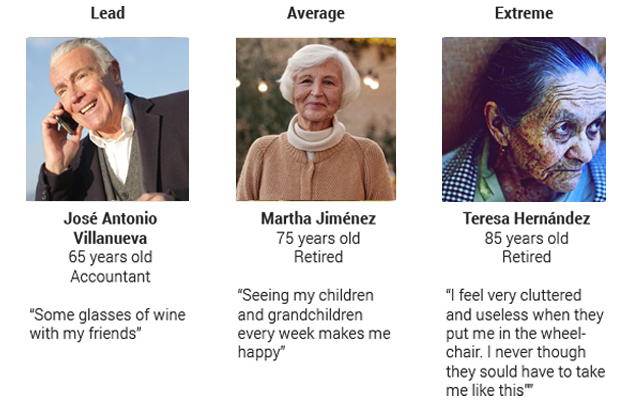 Lead
Average
Extreme
José Antonio
Villanueva
65 years old
Accountant
“Some glasses of wine
with my friends”
Martha Jiménez
75 years old
Retired
“Seeing my children
and grandchildren
every week makes me
happy”
Teresa Hernández
85 years old
Retired
“I feel very cluttered
and useless when they
put me in the wheel-
chair. I never though
they sould have to take
me like this””